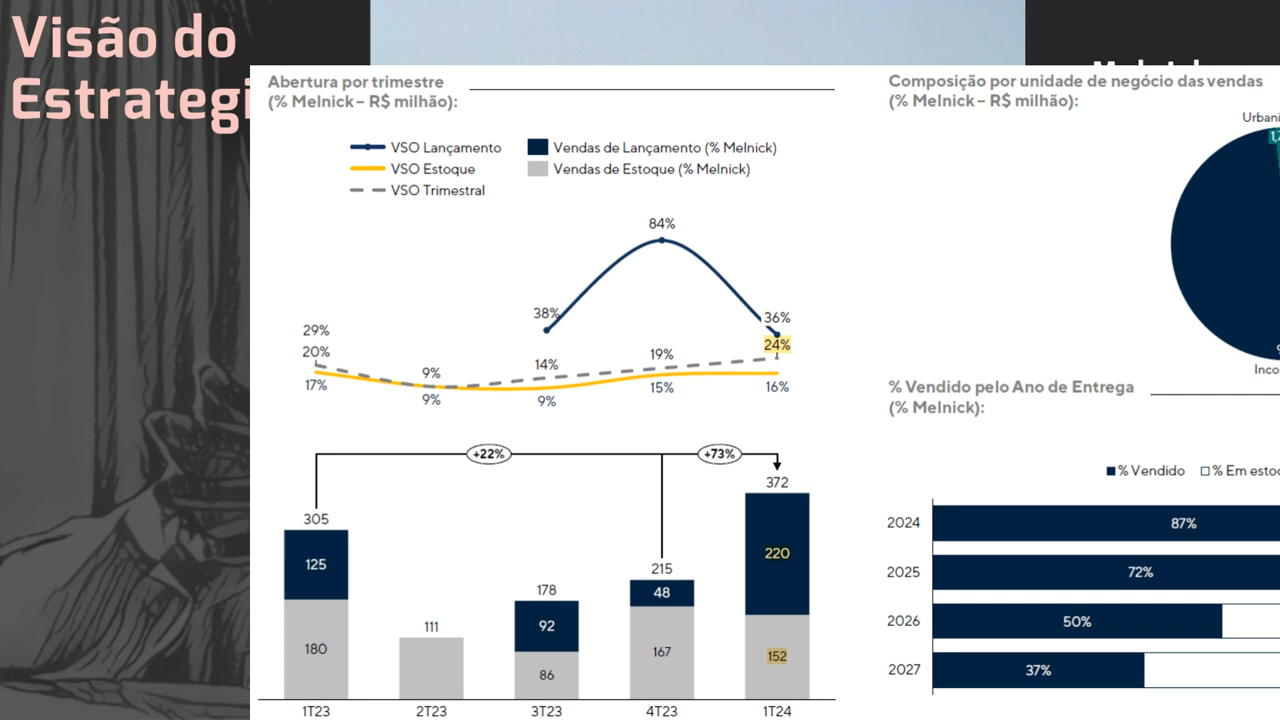 Visão do
Estrategi
Abertura por trimestre
(% Melnick – R$ milhão):
VSO Lançamento
VSO Estoque
VSO Trimestral
Vendas de Lançamento (% Melnick)
Vendas de Estoque (% Melnick)
84%
38%
36%
29%
24%
20%
19%
14%
9%
17%
9%
9%
15%
16%
+22%
+73%
372
305
215
178
111
125
92
48
220
180
86
167
152
1T23
2T23
3T23
4T23
1T24
Composição por unidade de negócio das vendas
(% Melnick – R$ milhão):
Urbani
Inco
% Vendido pelo Ano de Entrega
(% Melnick):
% Vendido
% Em esto
2024
87%
2025
72%
2026
50%
2027
37%